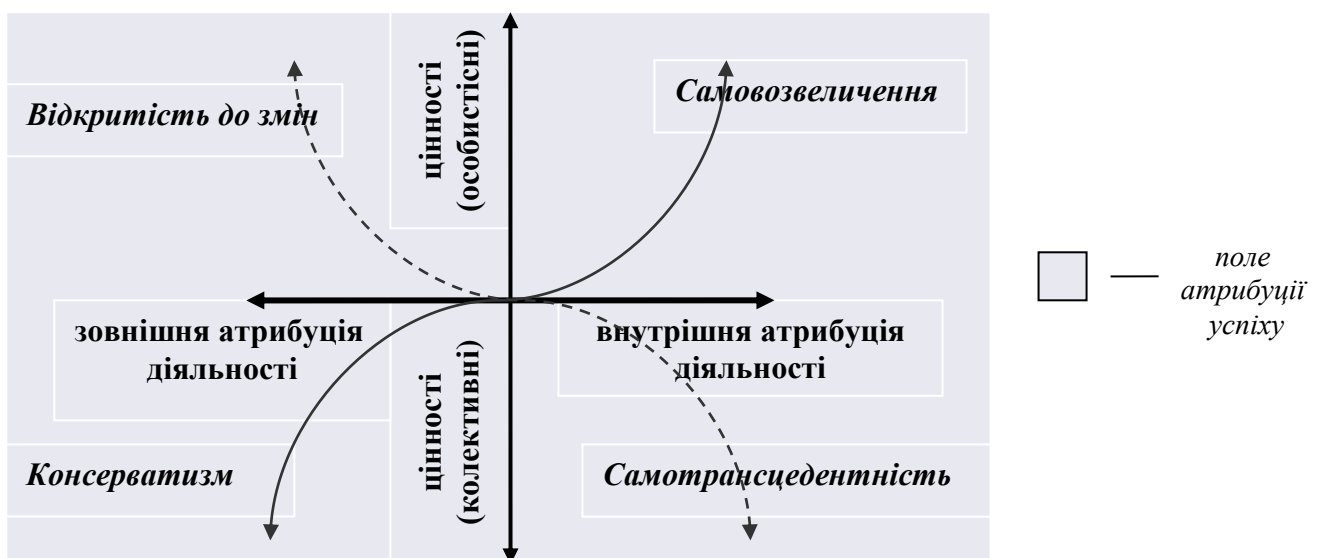 цінності
(особистісні)
Відкритість до змін
Самовозвеличення
зовнішня атрибуція
діяльності
внутрішня атрибуція
діяльності
цінності
(колективні)
Консерватизм
Самотрансцедентність
поле
атрибуції
успіху